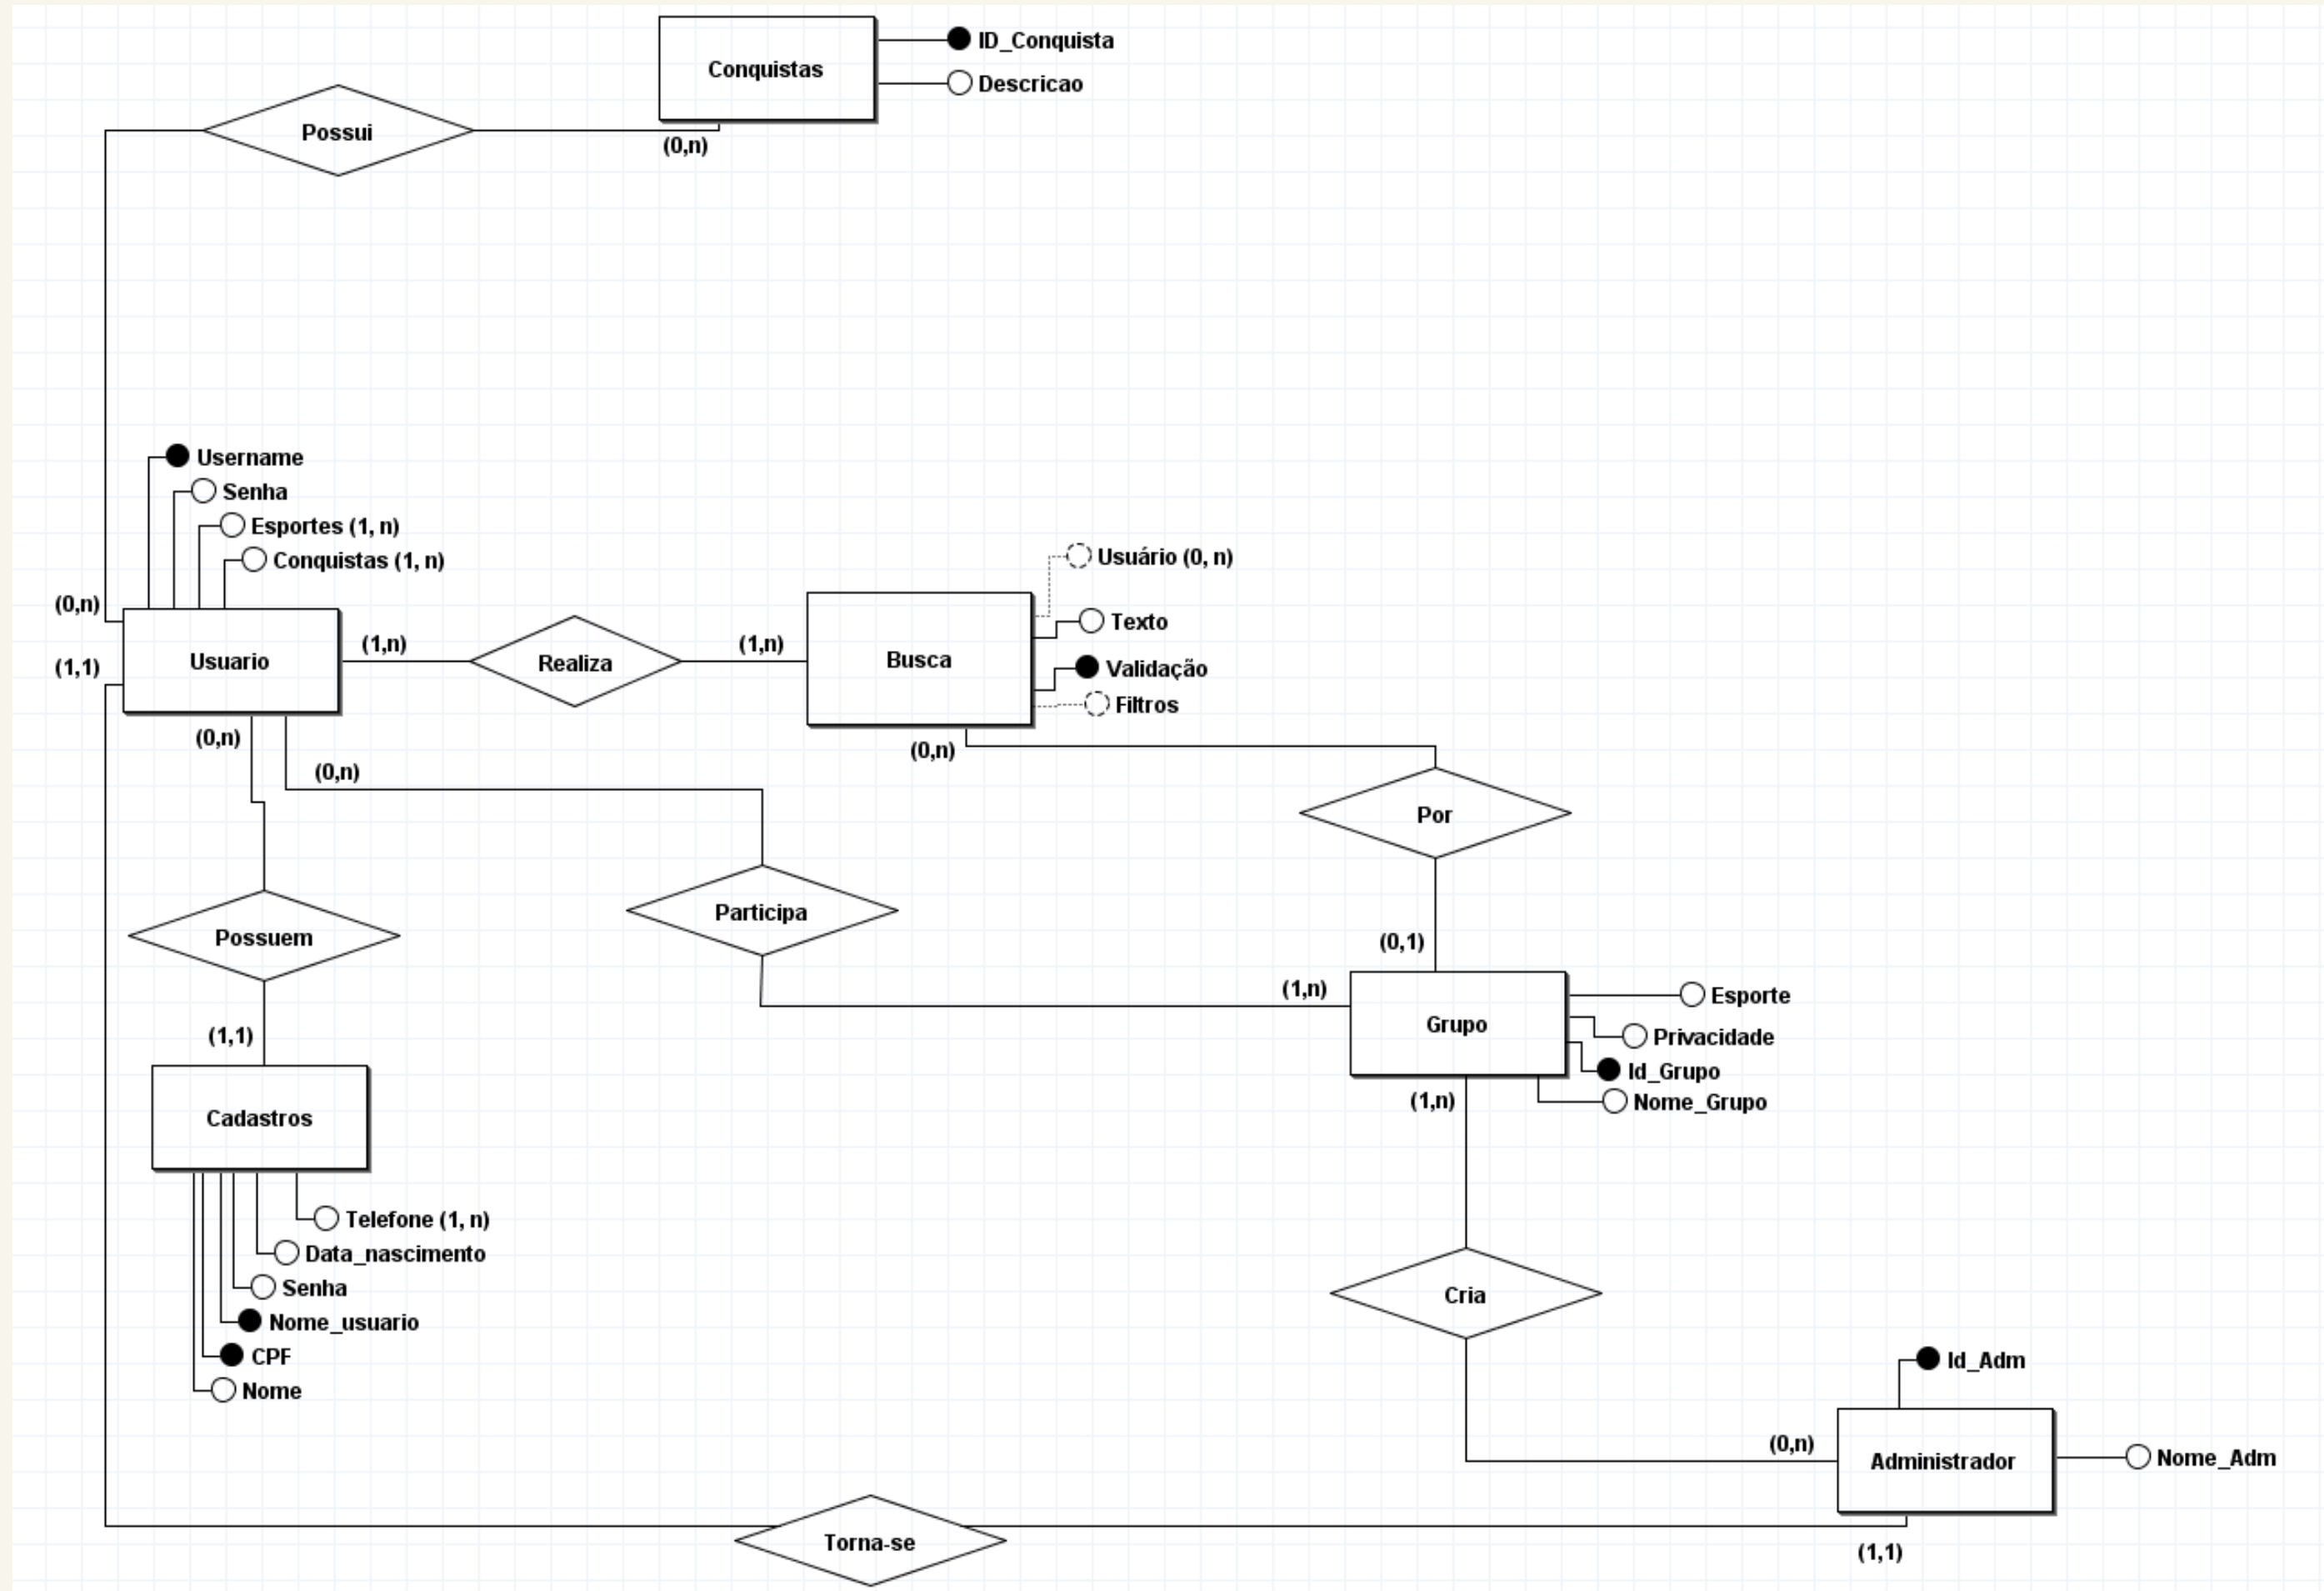 Conquistas
ID_Conquista
Descricao
Possui
(0,n)
Username
Senha
Esportes (1, n)
Conquistas (1, n)
(0,n)
Usuario
(1,1)
(1,n)
Realiza
(1,n)
Busca
Usuário (0, n)
Texto
Validação
Filtros
(0,n)
(0,n)
(0,n)
Por
Participa
Possuem
(0,1)
(1,n)
Grupo
Esporte
Privacidade
Id_Grupo
Nome_Grupo
(1,1)
(1,n)
Cadastros
Telefone (1, n)
Data_nascimento
Senha
Nome_usuario
CPF
Nome
Cria
Id_Adm
(0,n)
Administrador
Nome_Adm
Torna-se
(1,1)